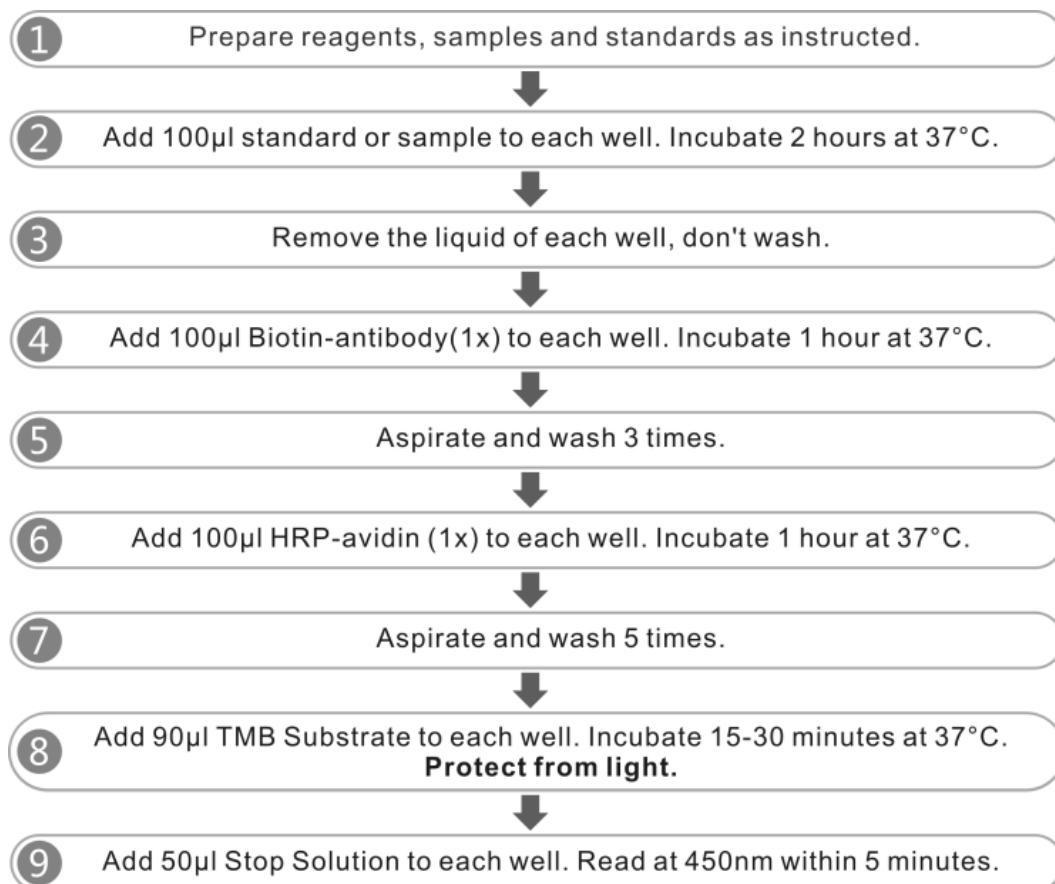 1 Prepare reagents, samples and standards as instructed.
2 Add 100µl standard or sample to each well. Incubate 2 hours at 37°C.
3 Remove the liquid of each well, don't wash.
4 Add 100µl Biotin-antibody(1x) to each well. Incubate 1 hour at 37°C.
5 Aspirate and wash 3 times.
6 Add 100µl HRP-avidin (1x) to each well. Incubate 1 hour at 37°C.
7 Aspirate and wash 5 times.
8 Add 90µl TMB Substrate to each well. Incubate 15-30 minutes at 37°C.
Protect from light.
9 Add 50µl Stop Solution to each well. Read at 450nm within 5 minutes.